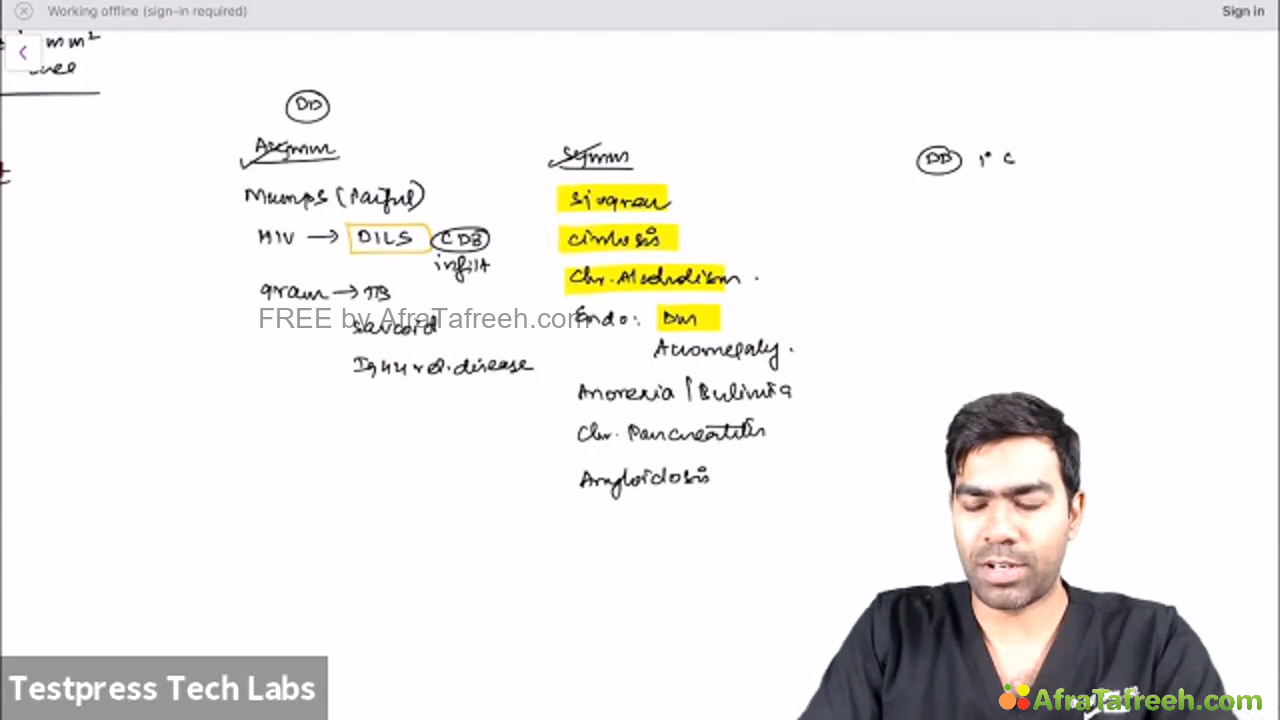 Working offline (sign-in required)
Sign in
mm²
DD
Asymm
Symm
DD 1° C
Mumps (Painful)
Sjogren
HIV → DILS CD8
infilt
Cirrhosis
Chr. Alcoholism .
gram → TB
FREE by AfraTafreeh.com
Endo: DM
Sarcoid
Acromegaly.
IgG4 rel. disease
Anorexia / Bulimia
Chr. Pancreatitis
Amyloidosis
Testpress Tech Labs
AfraTafreeh.com